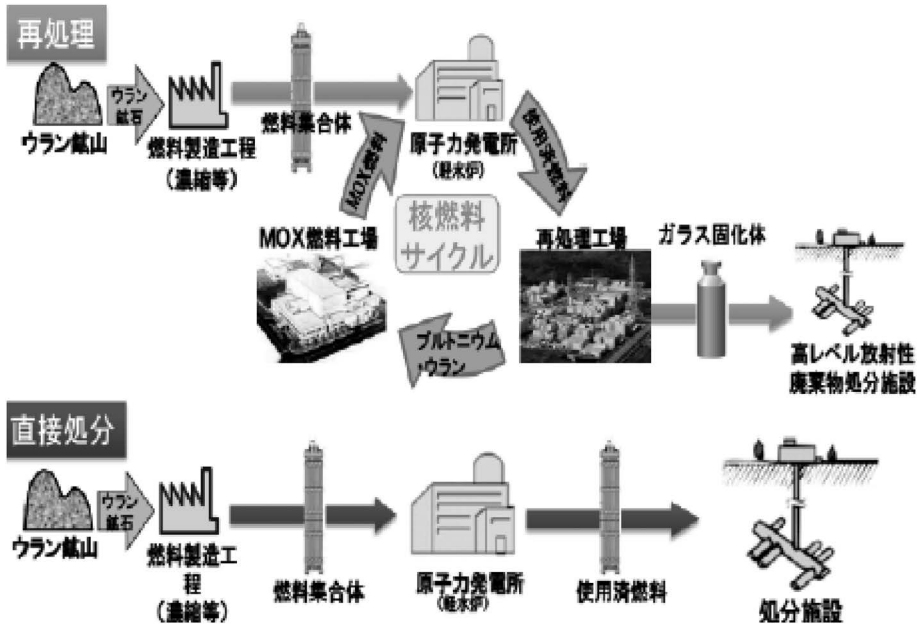 再処理
ウラン
鉱石
ウラン鉱山
燃料製造工程
（濃縮等）
燃料集合体
原子力発電所
（軽水炉）
使用済燃料
MOX燃料
核燃料
サイクル
MOX燃料工場
再処理工場
ガラス固化体
プルトニウム
・ウラン
高レベル放射性
廃棄物処分施設
直接処分
ウラン
鉱石
ウラン鉱山
燃料製造工
程
（濃縮等）
燃料集合体
原子力発電所
（軽水炉）
使用済燃料
処分施設